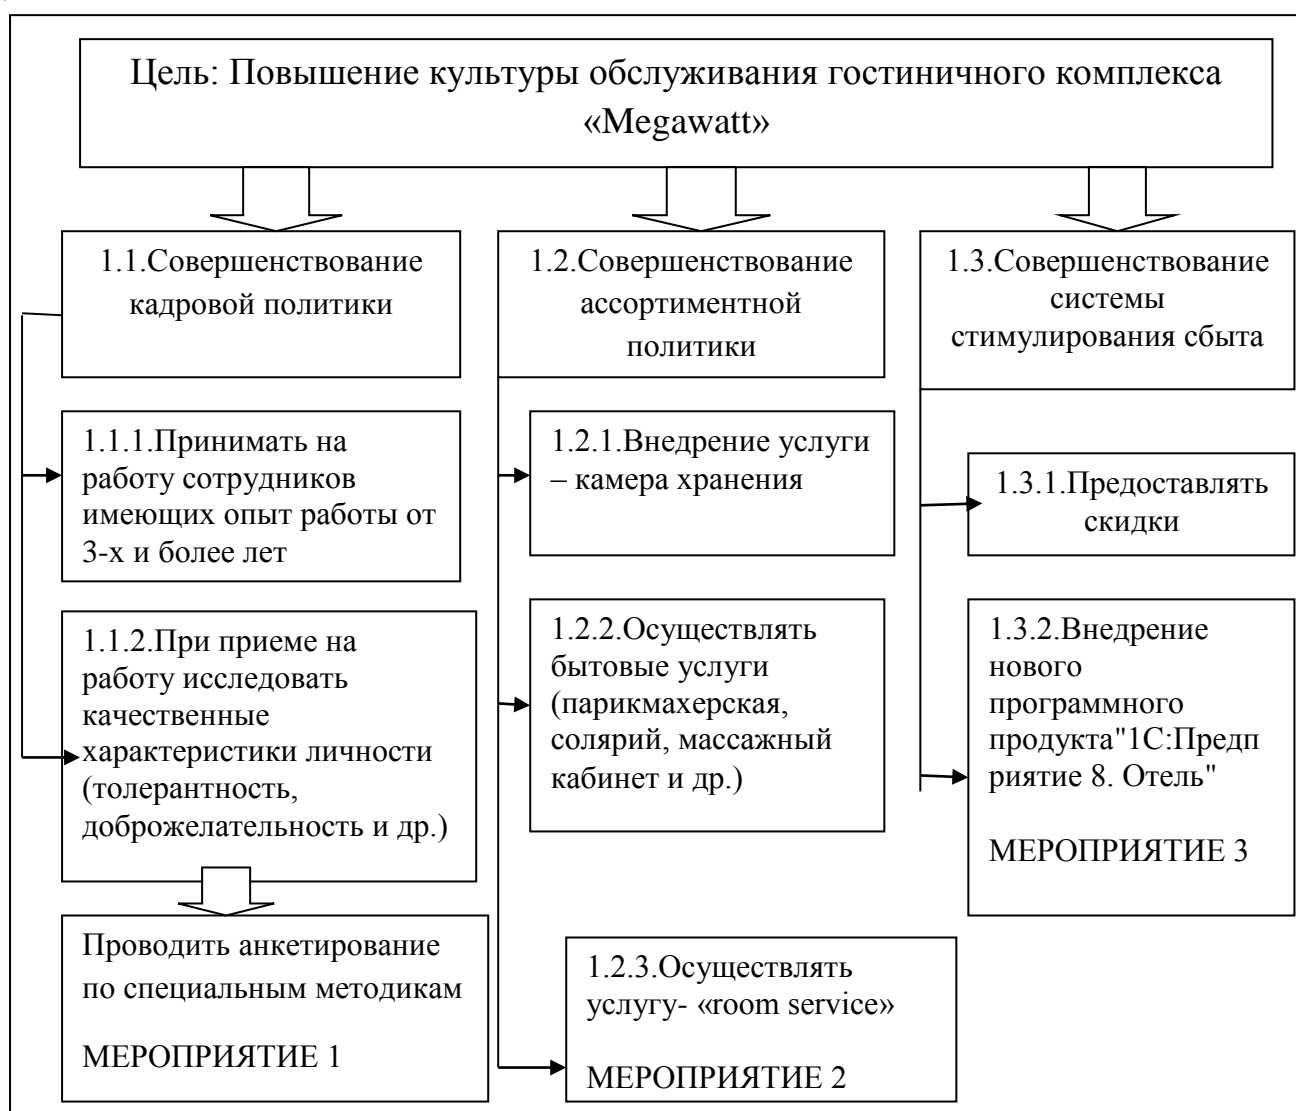 Цель: Повышение культуры обслуживания гостиничного комплекса
«Megawatt»
1.1.Совершенствование
кадровой политики
1.2.Совершенствование
ассортиментной
политики
1.3.Совершенствование
системы
стимулирования сбыта
1.1.1.Принимать на
работу сотрудников
имеющих опыт работы от
3-х и более лет
1.2.1.Внедрение услуги
– камера хранения
1.3.1.Предоставлять
скидки
1.1.2.При приеме на
работу исследовать
качественные
характеристики личности
(толерантность,
доброжелательность и др.)
1.2.2.Осуществлять
бытовые услуги
(парикмахерская,
солярий, массажный
кабинет и др.)
1.3.2.Внедрение
нового
программного
продукта"1С:Предп
риятие 8. Отель"
МЕРОПРИЯТИЕ 3
Проводить анкетирование
по специальным методикам
МЕРОПРИЯТИЕ 1
1.2.3.Осуществлять
услугу- «room service»
МЕРОПРИЯТИЕ 2